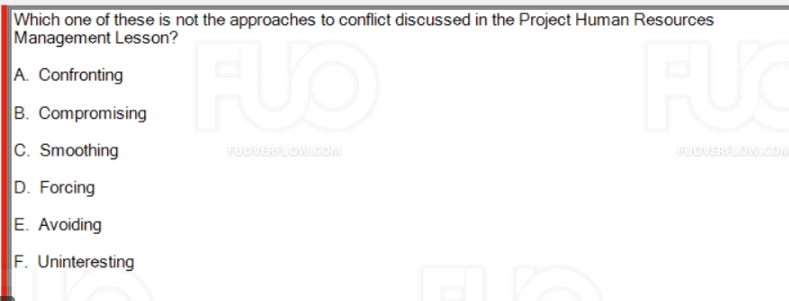 Which one of these is not the approaches to conflict discussed in the Project Human Resources
Management Lesson?
A. Confronting
B. Compromising
C. Smoothing
D. Forcing
E. Avoiding
F. Uninteresting
FUO
FUOVERFLOW.COM
FUO
FUOVERFLOW.COM